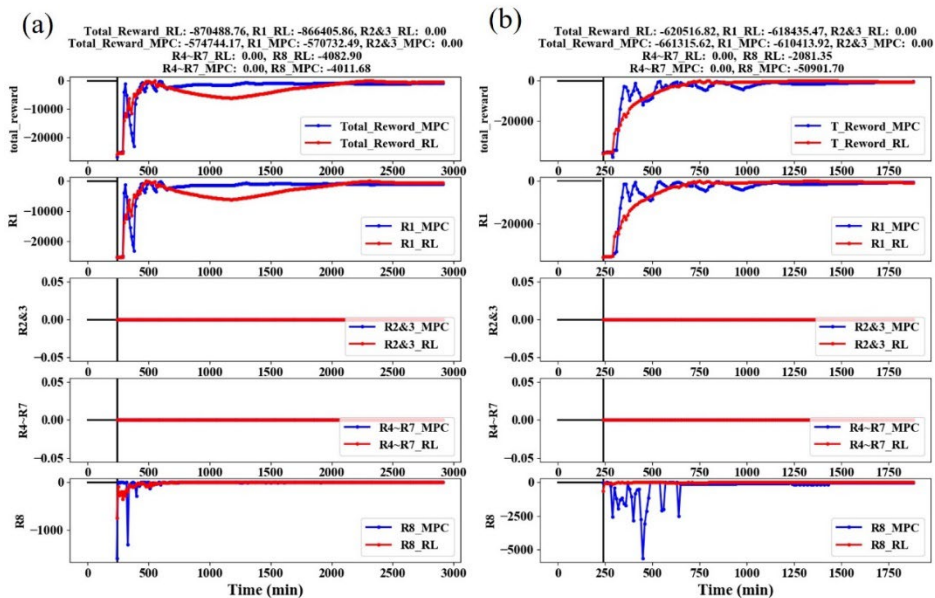 (a)
Total_Reward_RL: -870488.76, R1_RL: -866405.86, R2&3_RL: 0.00
Total_Reward_MPC: -574744.17, R1_MPC: -570732.49, R2&3_MPC: 0.00
R4~R7_RL: 0.00, R8_RL: -4082.90
R4~R7_MPC: 0.00, R8_MPC: -4011.68
total_reward
0
−10000
−20000
Total_Reword_MPC
Total_Reword_RL
0 500 1000 1500 2000 2500 3000
R1
0
−10000
−20000
R1_MPC
R1_RL
0 500 1000 1500 2000 2500 3000
R2&3
0.05
0.00
−0.05
R2&3_MPC
R2&3_RL
0 500 1000 1500 2000 2500 3000
R4~R7
0.05
0.00
−0.05
R4~R7_MPC
R4~R7_RL
0 500 1000 1500 2000 2500 3000
R8
0
−1000
R8_MPC
R8_RL
0 500 1000 1500 2000 2500 3000
Time (min)
(b)
Total_Reward_RL: -620516.82, R1_RL: -618435.47, R2&3_RL: 0.00
Total_Reward_MPC: -661315.62, R1_MPC: -610413.92, R2&3_MPC: 0.00
R4~R7_RL: 0.00, R8_RL: -2081.35
R4~R7_MPC: 0.00, R8_MPC: -50901.70
total_reward
0
−20000
T_Reword_MPC
T_Reword_RL
0 250 500 750 1000 1250 1500 1750
R1
0
−20000
R1_MPC
R1_RL
0 250 500 750 1000 1250 1500 1750
R2&3
0.05
0.00
−0.05
R2&3_MPC
R2&3_RL
0 250 500 750 1000 1250 1500 1750
R4~R7
0.05
0.00
−0.05
R4~R7_MPC
R4~R7_RL
0 250 500 750 1000 1250 1500 1750
R8
0
−2500
−5000
R8_MPC
R8_RL
0 250 500 750 1000 1250 1500 1750
Time (min)